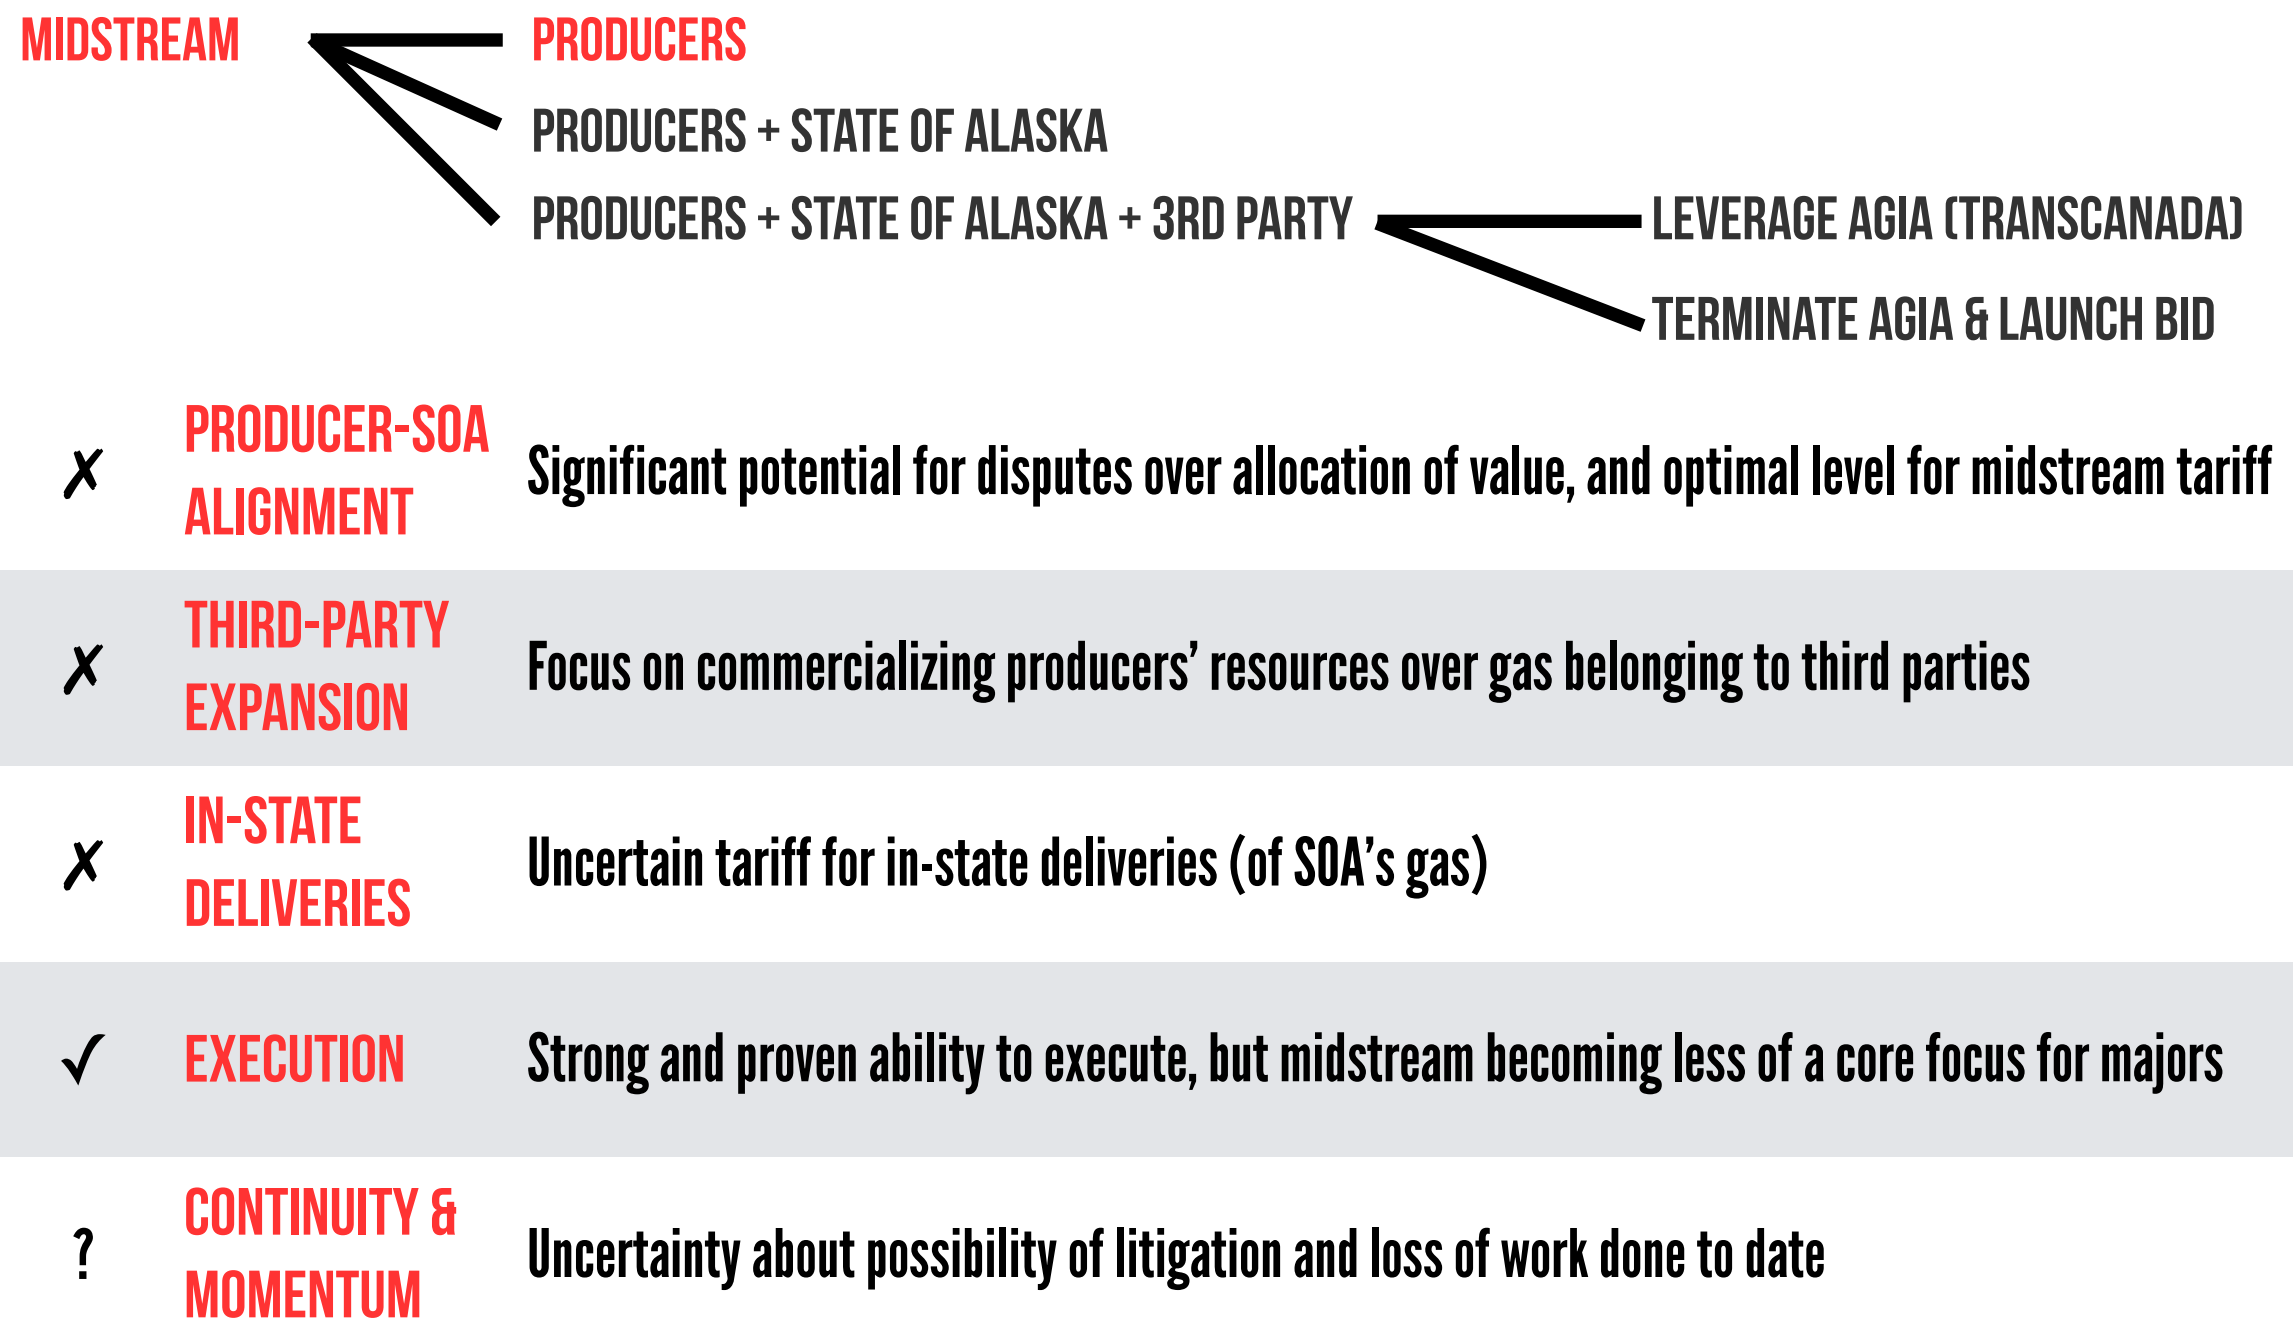 MIDSTREAM
PRODUCERS
PRODUCERS + STATE OF ALASKA
PRODUCERS + STATE OF ALASKA + 3RD PARTY
LEVERAGE AGIA (TRANSCANADA)
TERMINATE AGIA & LAUNCH BID
✗
PRODUCER-SOA
ALIGNMENT
Significant potential for disputes over allocation of value, and optimal level for midstream tariff
✗
THIRD-PARTY
EXPANSION
Focus on commercializing producers’ resources over gas belonging to third parties
✗
IN-STATE
DELIVERIES
Uncertain tariff for in-state deliveries (of SOA’s gas)
✓
EXECUTION
Strong and proven ability to execute, but midstream becoming less of a core focus for majors
?
CONTINUITY &
MOMENTUM
Uncertainty about possibility of litigation and loss of work done to date